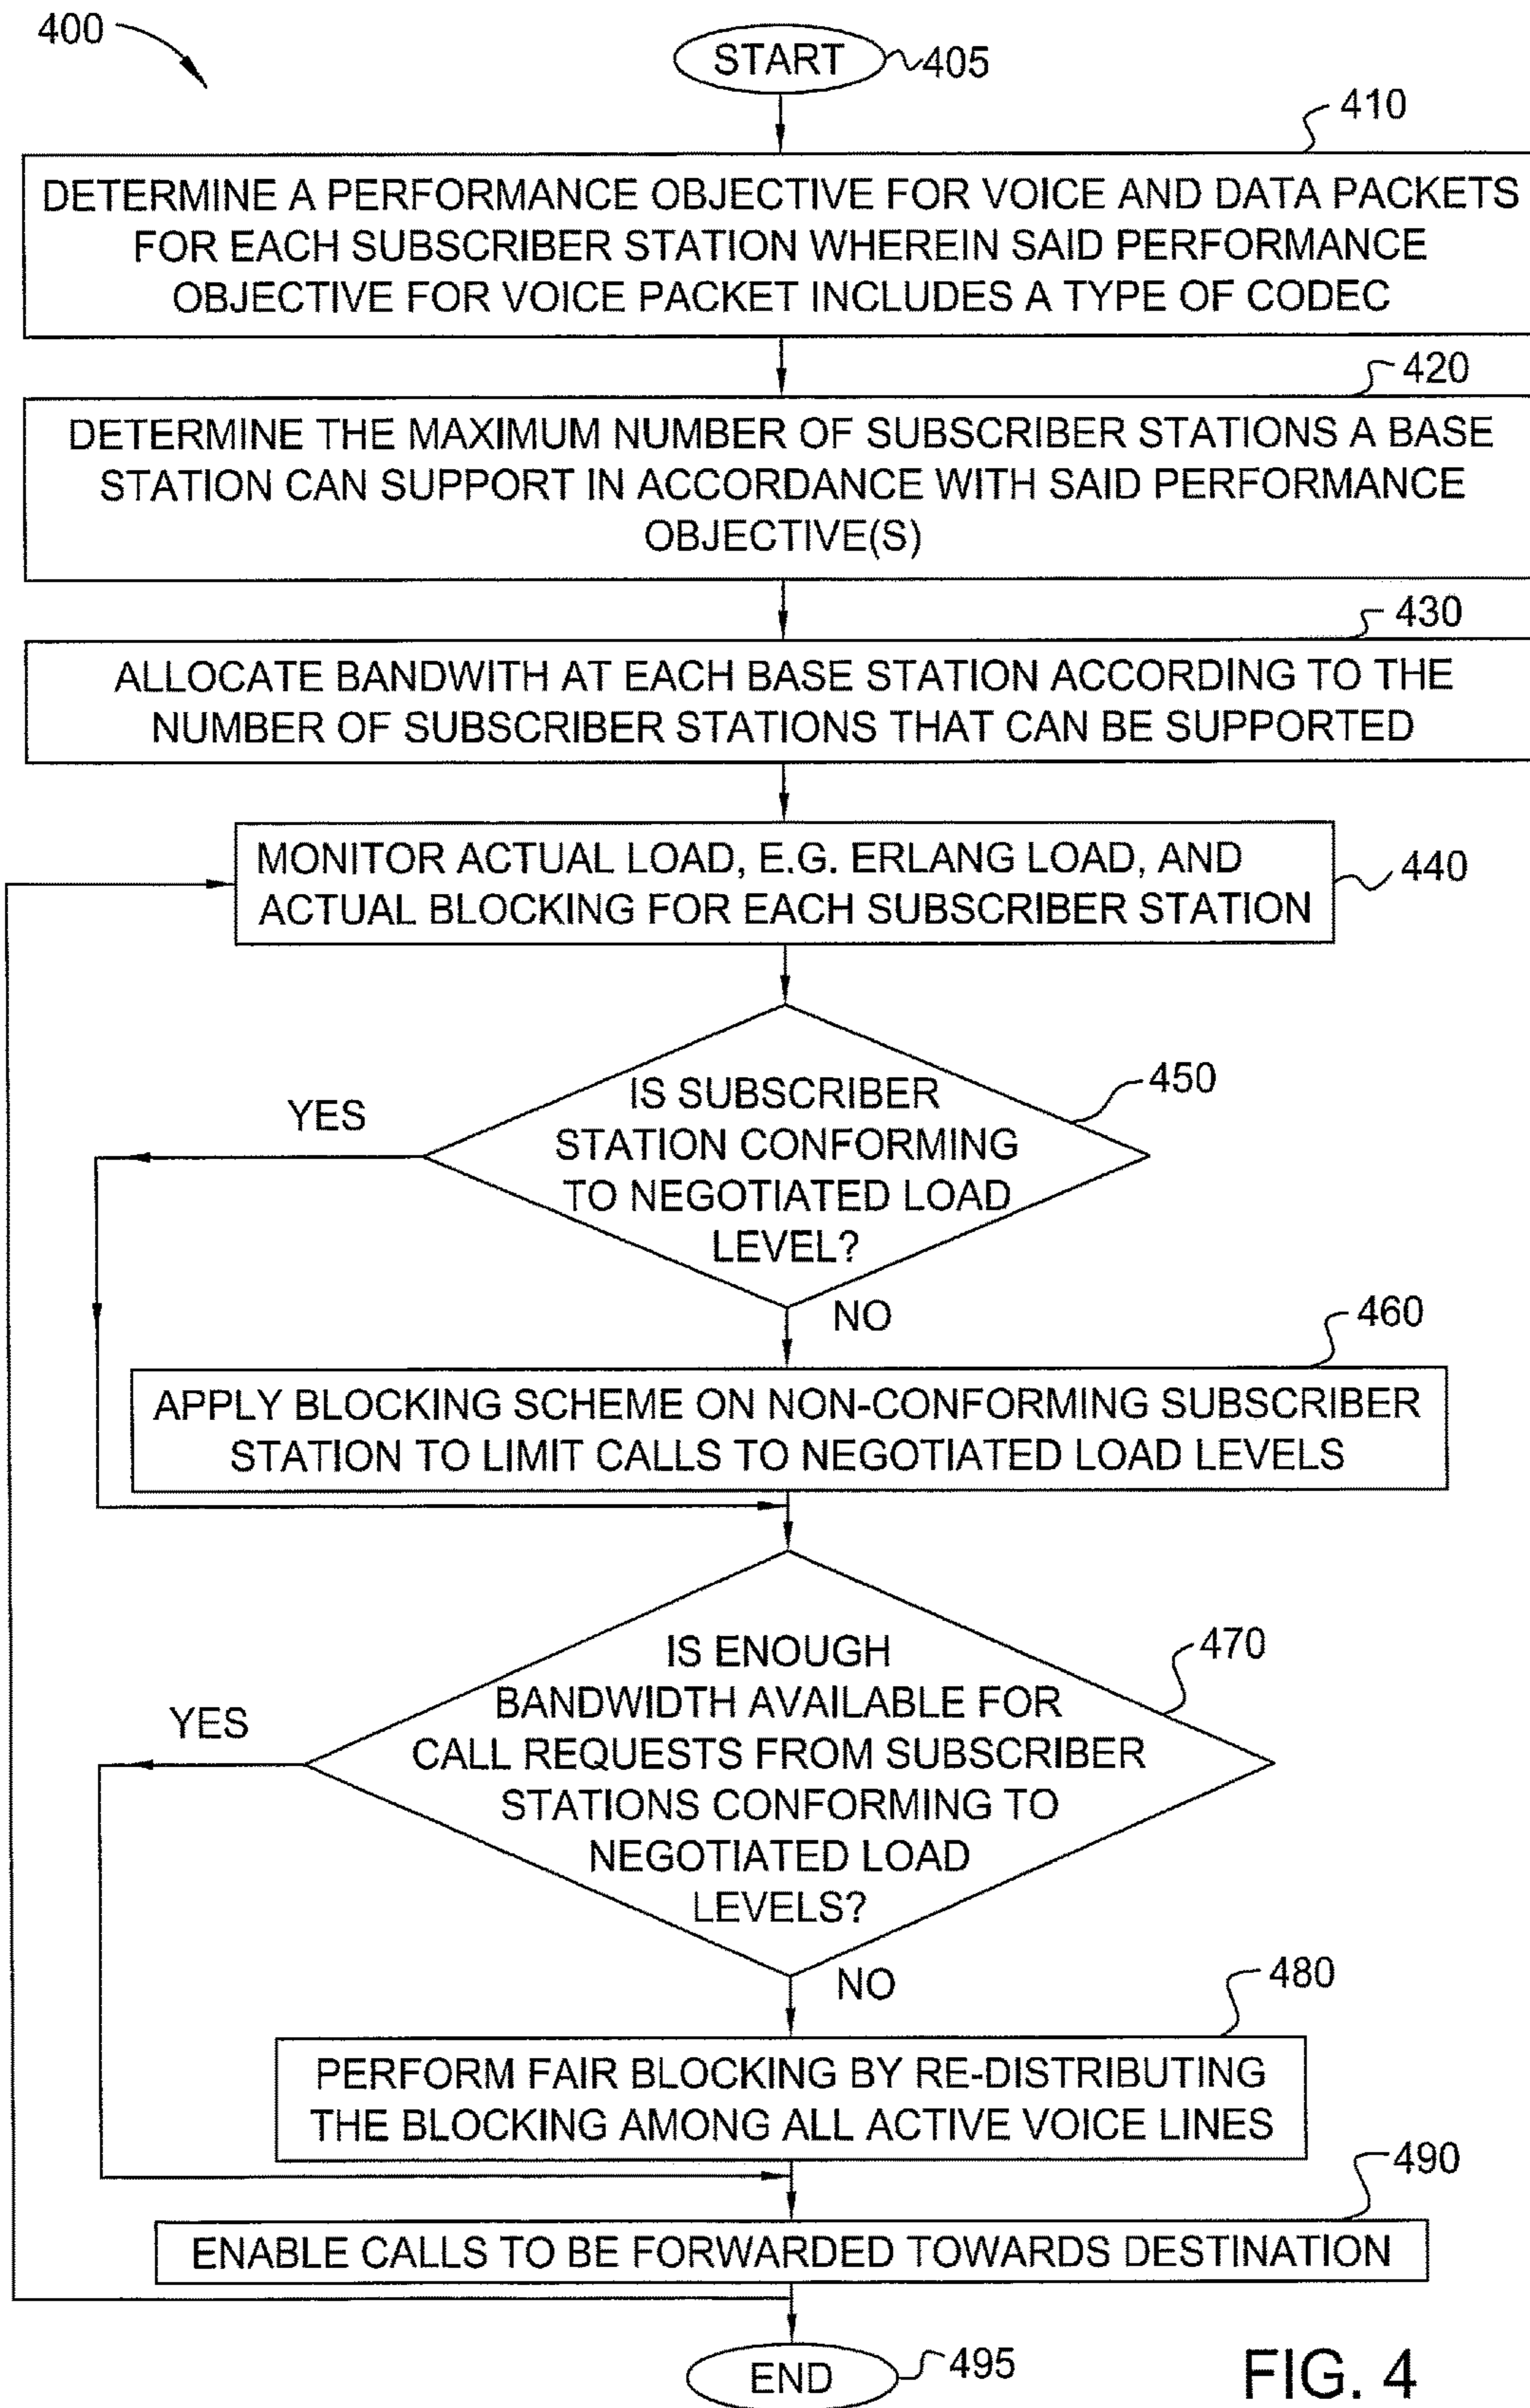 400
START
405
410
DETERMINE A PERFORMANCE OBJECTIVE FOR VOICE AND DATA PACKETS
FOR EACH SUBSCRIBER STATION WHEREIN SAID PERFORMANCE
OBJECTIVE FOR VOICE PACKET INCLUDES A TYPE OF CODEC
420
DETERMINE THE MAXIMUM NUMBER OF SUBSCRIBER STATIONS A BASE
STATION CAN SUPPORT IN ACCORDANCE WITH SAID PERFORMANCE
OBJECTIVE(S)
430
ALLOCATE BANDWITH AT EACH BASE STATION ACCORDING TO THE
NUMBER OF SUBSCRIBER STATIONS THAT CAN BE SUPPORTED
MONITOR ACTUAL LOAD, E.G. ERLANG LOAD, AND
ACTUAL BLOCKING FOR EACH SUBSCRIBER STATION
440
450
YES
IS SUBSCRIBER
STATION CONFORMING
TO NEGOTIATED LOAD
LEVEL?
NO
460
APPLY BLOCKING SCHEME ON NON-CONFORMING SUBSCRIBER
STATION TO LIMIT CALLS TO NEGOTIATED LOAD LEVELS
470
YES
IS ENOUGH
BANDWIDTH AVAILABLE FOR
CALL REQUESTS FROM SUBSCRIBER
STATIONS CONFORMING TO
NEGOTIATED LOAD
LEVELS?
NO
480
PERFORM FAIR BLOCKING BY RE-DISTRIBUTING
THE BLOCKING AMONG ALL ACTIVE VOICE LINES
490
ENABLE CALLS TO BE FORWARDED TOWARDS DESTINATION
END
495
FIG. 4